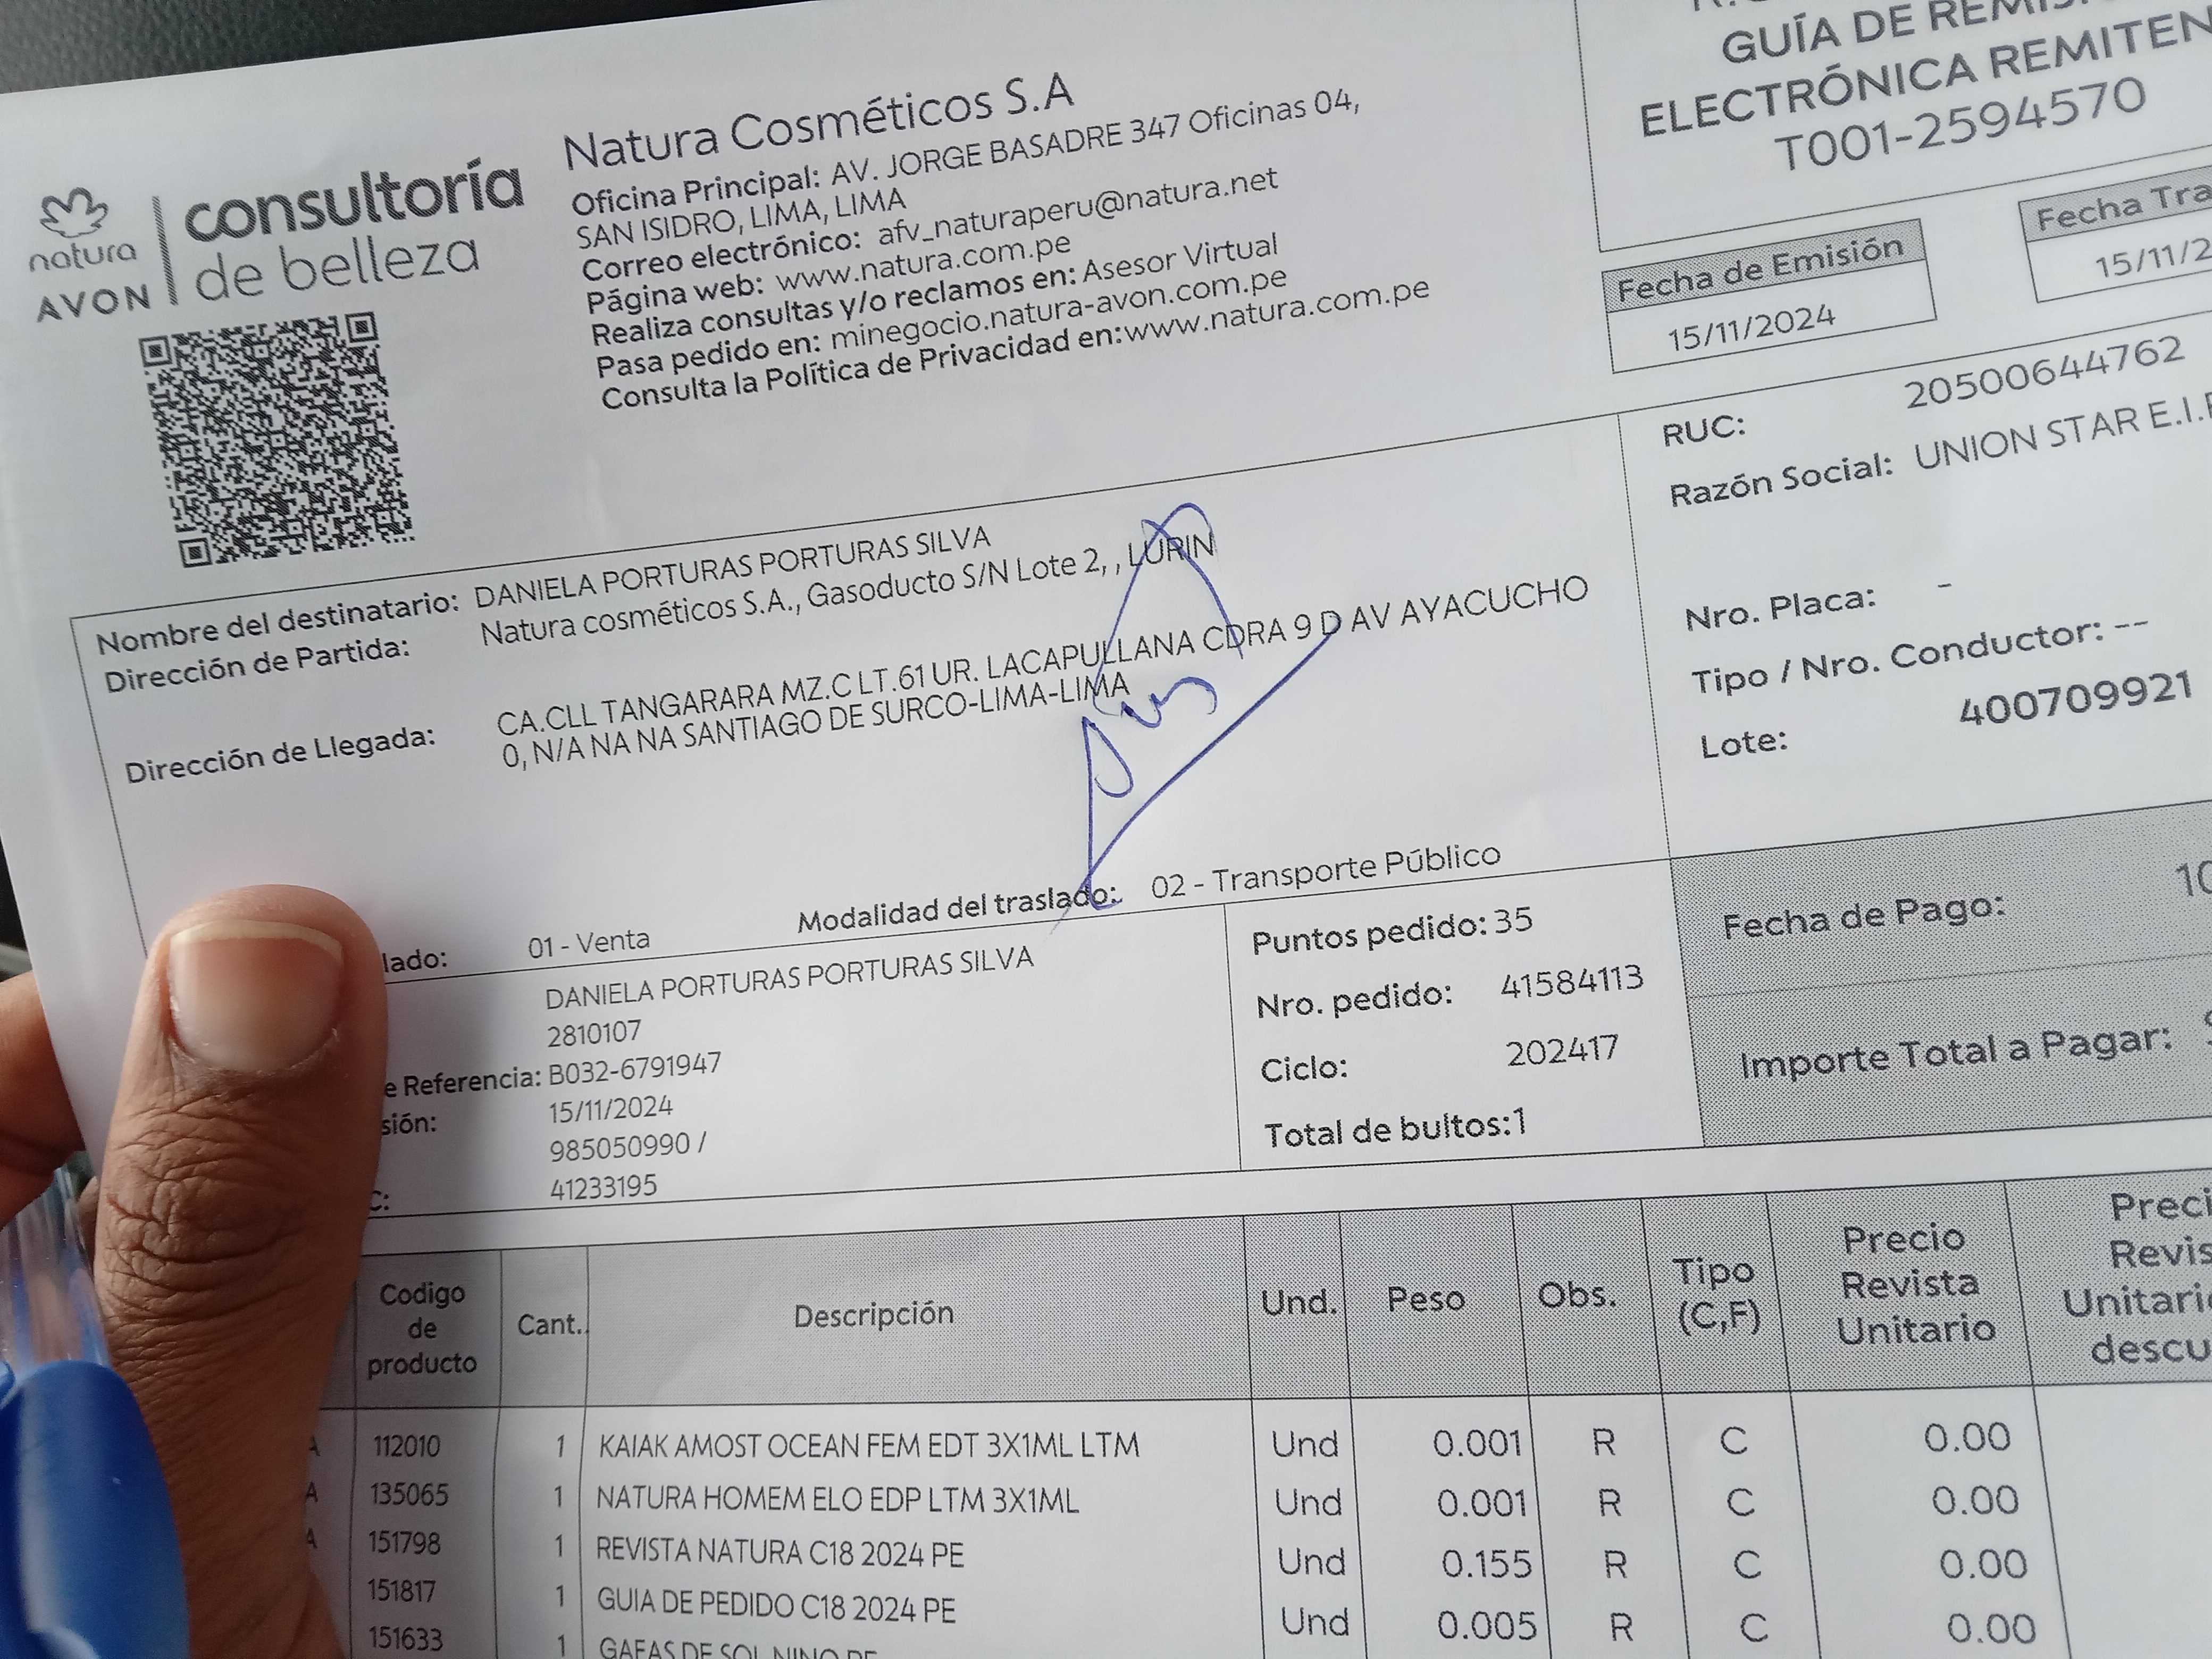 natura
AVON
consultoría
de belleza
Natura Cosméticos S.A
Oficina Principal: AV. JORGE BASADRE 347 Oficinas 04,
SAN ISIDRO, LIMA, LIMA
Correo electrónico: afv_naturaperu@natura.net
Página web: www.natura.com.pe
Realiza consultas y/o reclamos en: Asesor Virtual
Pasa pedido en: minegocio.natura-avon.com.pe
Consulta la Política de Privacidad en:www.natura.com.pe
GUÍA DE REMIS
ELECTRÓNICA REMITEN
T001-2594570
Fecha de Emisión
15/11/2024
Fecha Tra
15/11/2
Nombre del destinatario: DANIELA PORTURAS PORTURAS SILVA
Dirección de Partida: Natura cosméticos S.A., Gasoducto S/N Lote 2, , LURIN
Dirección de Llegada: CA.CLL TANGARARA MZ.C LT.61 UR. LACAPULLANA CDRA 9 D AV AYACUCHO
0, N/A NA NA SANTIAGO DE SURCO-LIMA-LIMA
RUC: 20500644762
Razón Social: UNION STAR E.I.
Nro. Placa: -
Tipo / Nro. Conductor: --
Lote: 400709921
lado: 01 - Venta
Modalidad del traslado: 02 - Transporte Público
DANIELA PORTURAS PORTURAS SILVA
2810107
e Referencia: B032-6791947
sión: 15/11/2024
985050990 /
C: 41233195
Puntos pedido: 35
Nro. pedido: 41584113
Ciclo: 202417
Total de bultos:1
Fecha de Pago: 10
Importe Total a Pagar:
Codigo de producto Cant. Descripción Und. Peso Obs. Tipo (C,F) Precio Revista Unitario Preci Revis Unitari descu
A 112010 1 KAIAK AMOST OCEAN FEM EDT 3X1ML LTM Und 0.001 R C 0.00
A 135065 1 NATURA HOMEM ELO EDP LTM 3X1ML Und 0.001 R C 0.00
A 151798 1 REVISTA NATURA C18 2024 PE Und 0.155 R C 0.00
151817 1 GUIA DE PEDIDO C18 2024 PE Und 0.005 R C 0.00
151633 1 GAFAS DE SOL NINO PE